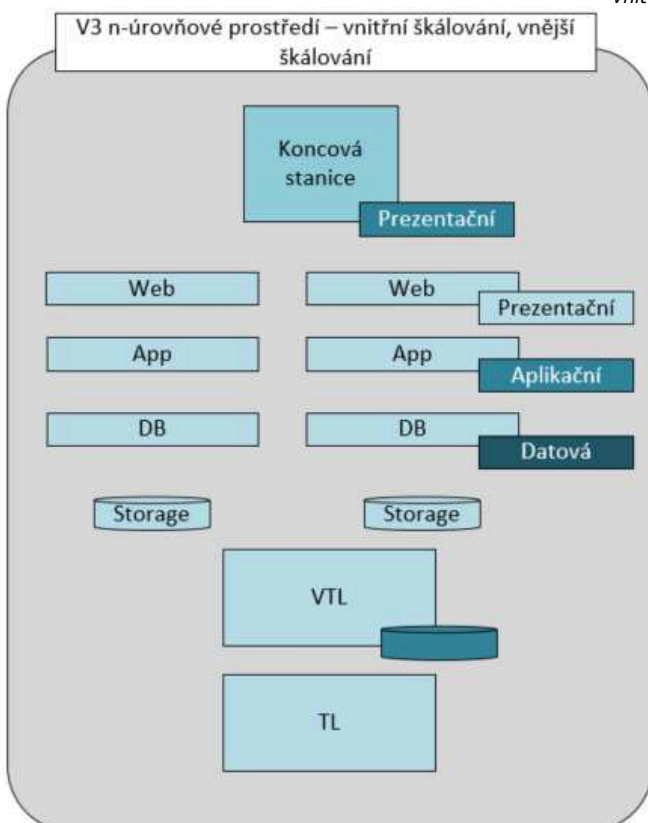 V3 n-úrovňové prostředí – vnitřní škálování, vnější
škálování
Koncová
stanice
Prezentační
Web
Web
Prezentační
App
App
Aplikační
DB
DB
Datová
Storage
Storage
VTL
TL